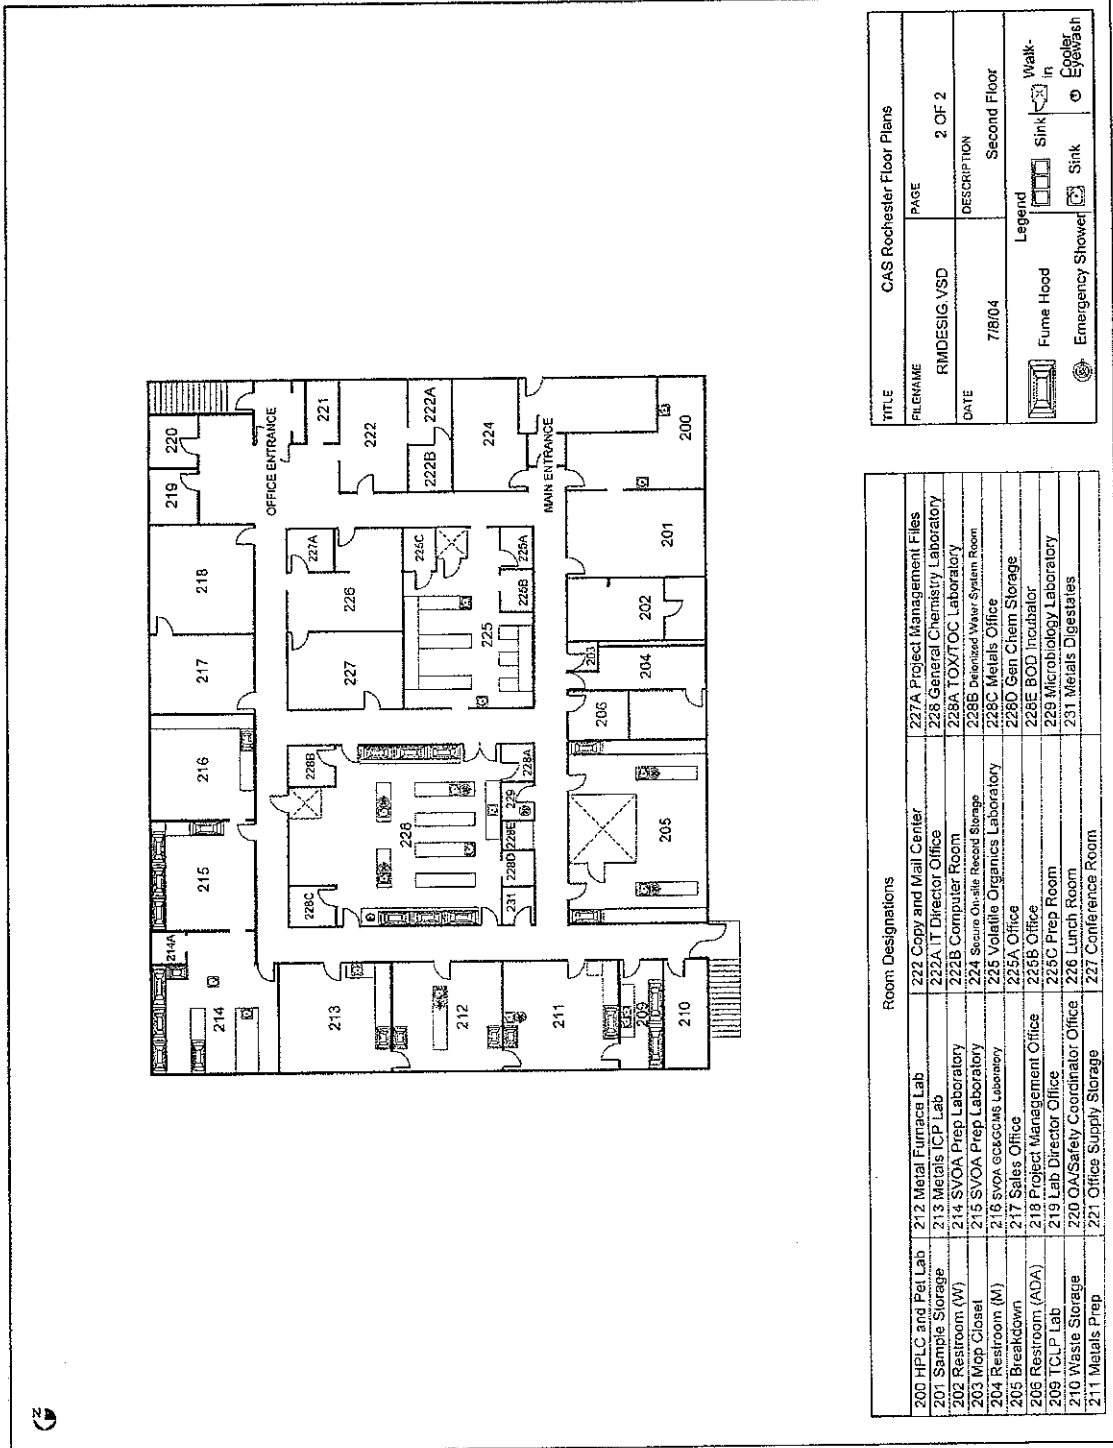 N
220
219
218
217
216
215
214A
214
OFFICE ENTRANCE
221
222
222A
222B
224
MAIN ENTRANCE
200
227A
226
227
225C
225
225A
225B
201
202
203
204
206
228B
228
228C
228A
229
228E
228D
231
205
213
212
211
209
210
TITLE
CAS Rochester Floor Plans
FILENAME
RMDESIG.VSD
PAGE
2 OF 2
DATE
7/8/04
DESCRIPTION
Second Floor
Legend
Fume Hood
Sink
Walk-In Cooler
Emergency Shower
Sink
Eyewash
Room Designations
200 HPLC and Pet Lab
201 Sample Storage
202 Restroom (W)
203 Mop Closet
204 Restroom (M)
205 Breakdown
206 Restroom (ADA)
209 TCLP Lab
210 Waste Storage
211 Metals Prep
212 Metal Furnace Lab
213 Metals ICP Lab
214 SVOA Prep Laboratory
215 SVOA Prep Laboratory
216 SVOA GC&GCMS Laboratory
217 Sales Office
218 Project Management Office
219 Lab Director Office
220 QA/Safety Coordinator Office
221 Office Supply Storage
222 Copy and Mail Center
222A IT Director Office
222B Computer Room
224 Secure On-site Record Storage
225 Volatile Organics Laboratory
225A Office
225B Office
225C Prep Room
226 Lunch Room
227 Conference Room
227A Project Management Files
228 General Chemistry Laboratory
228A TOX/TOC Laboratory
228B Deionized Water System Room
228C Metals Office
228D Gen Chem Storage
228E BOD Incubator
229 Microbiology Laboratory
231 Metals Digestates